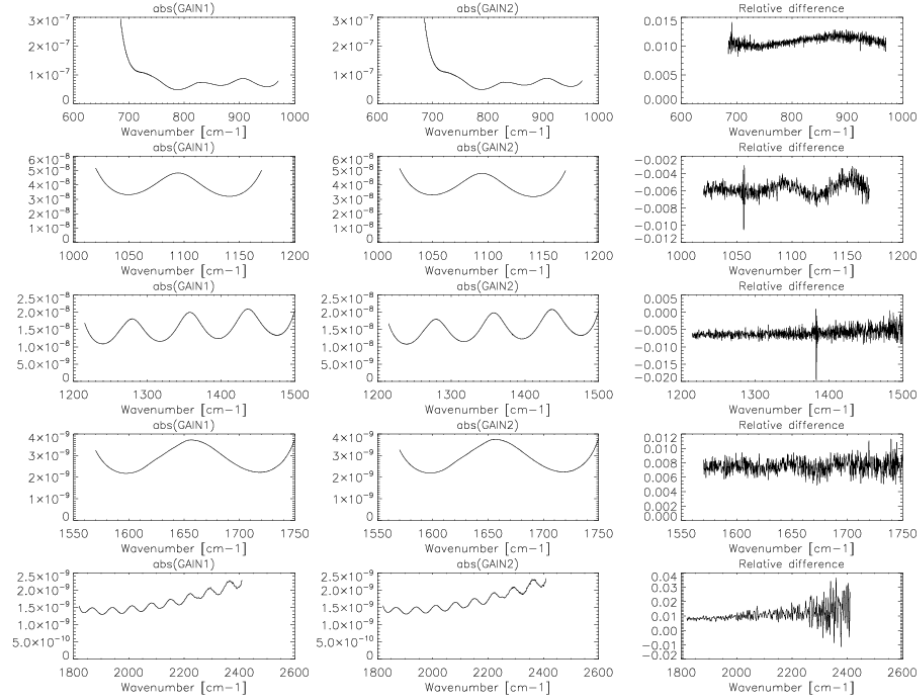 abs(GAIN1) abs(GAIN2) Relative difference
3×10⁻⁷ 3×10⁻⁷ 0.015
2×10⁻⁷ 2×10⁻⁷ 0.010
1×10⁻⁷ 1×10⁻⁷ 0.005
0 0 0.000
600 700 800 900 1000 600 700 800 900 1000 600 700 800 900 1000
Wavenumber [cm−1] Wavenumber [cm−1] Wavenumber [cm−1]
abs(GAIN1) abs(GAIN2) Relative difference
6×10⁻⁸ 6×10⁻⁸ −0.002
5×10⁻⁸ 5×10⁻⁸ −0.004
4×10⁻⁸ 4×10⁻⁸ −0.006
3×10⁻⁸ 3×10⁻⁸ −0.008
2×10⁻⁸ 2×10⁻⁸ −0.010
1×10⁻⁸ 1×10⁻⁸ −0.012
0 0
1000 1050 1100 1150 1200 1000 1050 1100 1150 1200 1000 1050 1100 1150 1200
Wavenumber [cm−1] Wavenumber [cm−1] Wavenumber [cm−1]
abs(GAIN1) abs(GAIN2) Relative difference
2.5×10⁻⁸ 2.5×10⁻⁸ 0.005
2.0×10⁻⁸ 2.0×10⁻⁸ 0.000
1.5×10⁻⁸ 1.5×10⁻⁸ −0.005
1.0×10⁻⁸ 1.0×10⁻⁸ −0.010
5.0×10⁻⁹ 5.0×10⁻⁹ −0.015
0 0 −0.020
1200 1300 1400 1500 1200 1300 1400 1500 1200 1300 1400 1500
Wavenumber [cm−1] Wavenumber [cm−1] Wavenumber [cm−1]
abs(GAIN1) abs(GAIN2) Relative difference
4×10⁻⁹ 4×10⁻⁹ 0.012
3×10⁻⁹ 3×10⁻⁹ 0.010
2×10⁻⁹ 2×10⁻⁹ 0.008
1×10⁻⁹ 1×10⁻⁹ 0.006
0 0 0.004
0.002
0.000
1550 1600 1650 1700 1750 1550 1600 1650 1700 1750 1550 1600 1650 1700 1750
Wavenumber [cm−1] Wavenumber [cm−1] Wavenumber [cm−1]
abs(GAIN1) abs(GAIN2) Relative difference
2.5×10⁻⁹ 2.5×10⁻⁹ 0.04
2.0×10⁻⁹ 2.0×10⁻⁹ 0.03
1.5×10⁻⁹ 1.5×10⁻⁹ 0.02
1.0×10⁻⁹ 1.0×10⁻⁹ 0.01
5.0×10⁻¹⁰ 5.0×10⁻¹⁰ 0.00
0 0 −0.01
−0.02
1800 2000 2200 2400 2600 1800 2000 2200 2400 2600 1800 2000 2200 2400 2600
Wavenumber [cm−1] Wavenumber [cm−1] Wavenumber [cm−1]